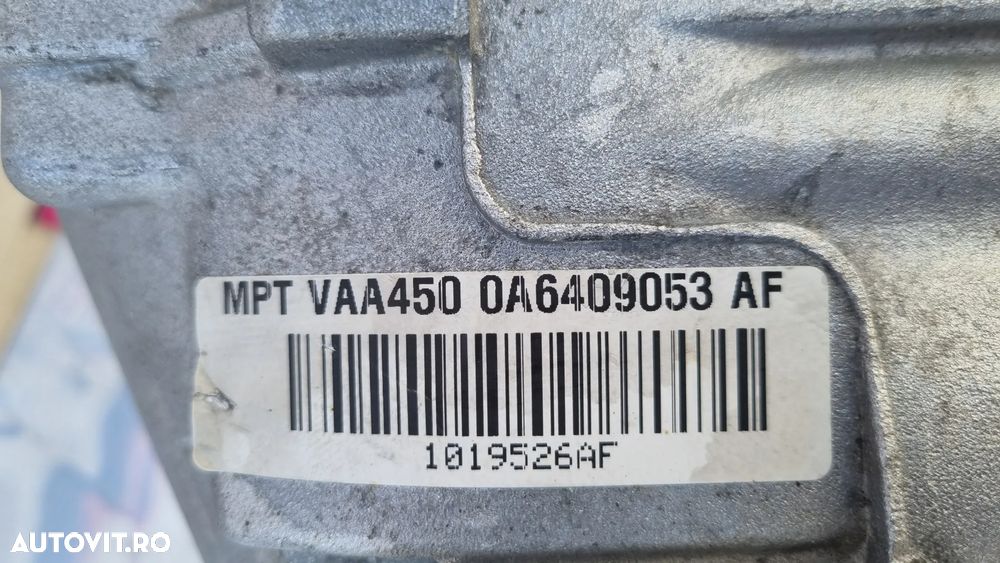 MPT VAA450 0A6409053 AF
1019526AF
AUTOVIT.RO